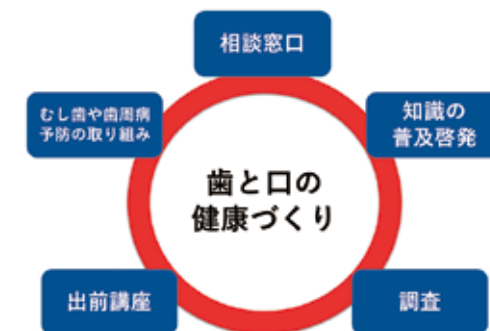 相談窓口
むし歯や歯周病
予防の取り組み
知識の
普及啓発
歯と口の
健康づくり
出前講座
調査